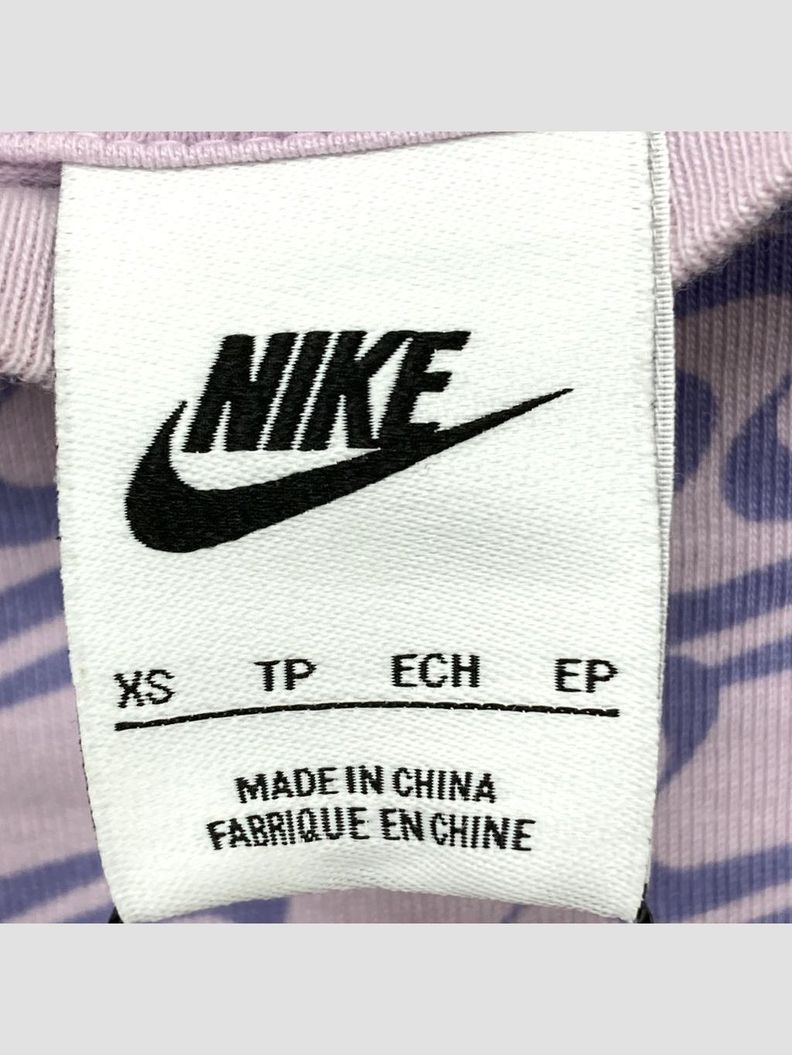 NIKE
XS TP ECH EP
MADE IN CHINA
FABRIQUE EN CHINE